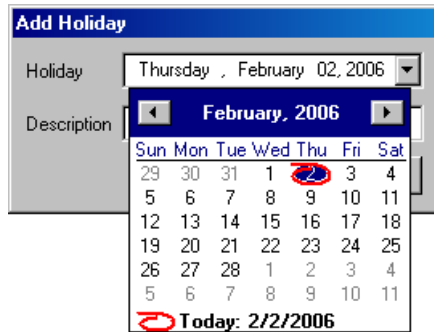 Add Holiday
Holiday Thursday , February 02, 2006
Description
February, 2006
Sun Mon Tue Wed Thu Fri Sat
29 30 31 1 2 3 4
5 6 7 8 9 10 11
12 13 14 15 16 17 18
19 20 21 22 23 24 25
26 27 28 1 2 3 4
5 6 7 8 9 10 11
Today: 2/2/2006